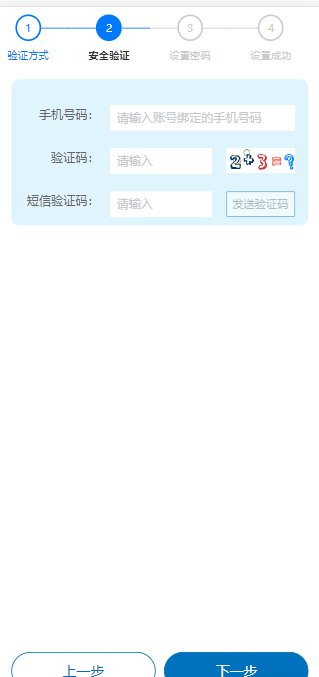 1 2 3 4
验证方式 安全验证 设置密码 设置成功
手机号码： 请输入账号绑定的手机号码
验证码： 请输入 2+3=?
短信验证码： 请输入 发送验证码
上一步 下一步